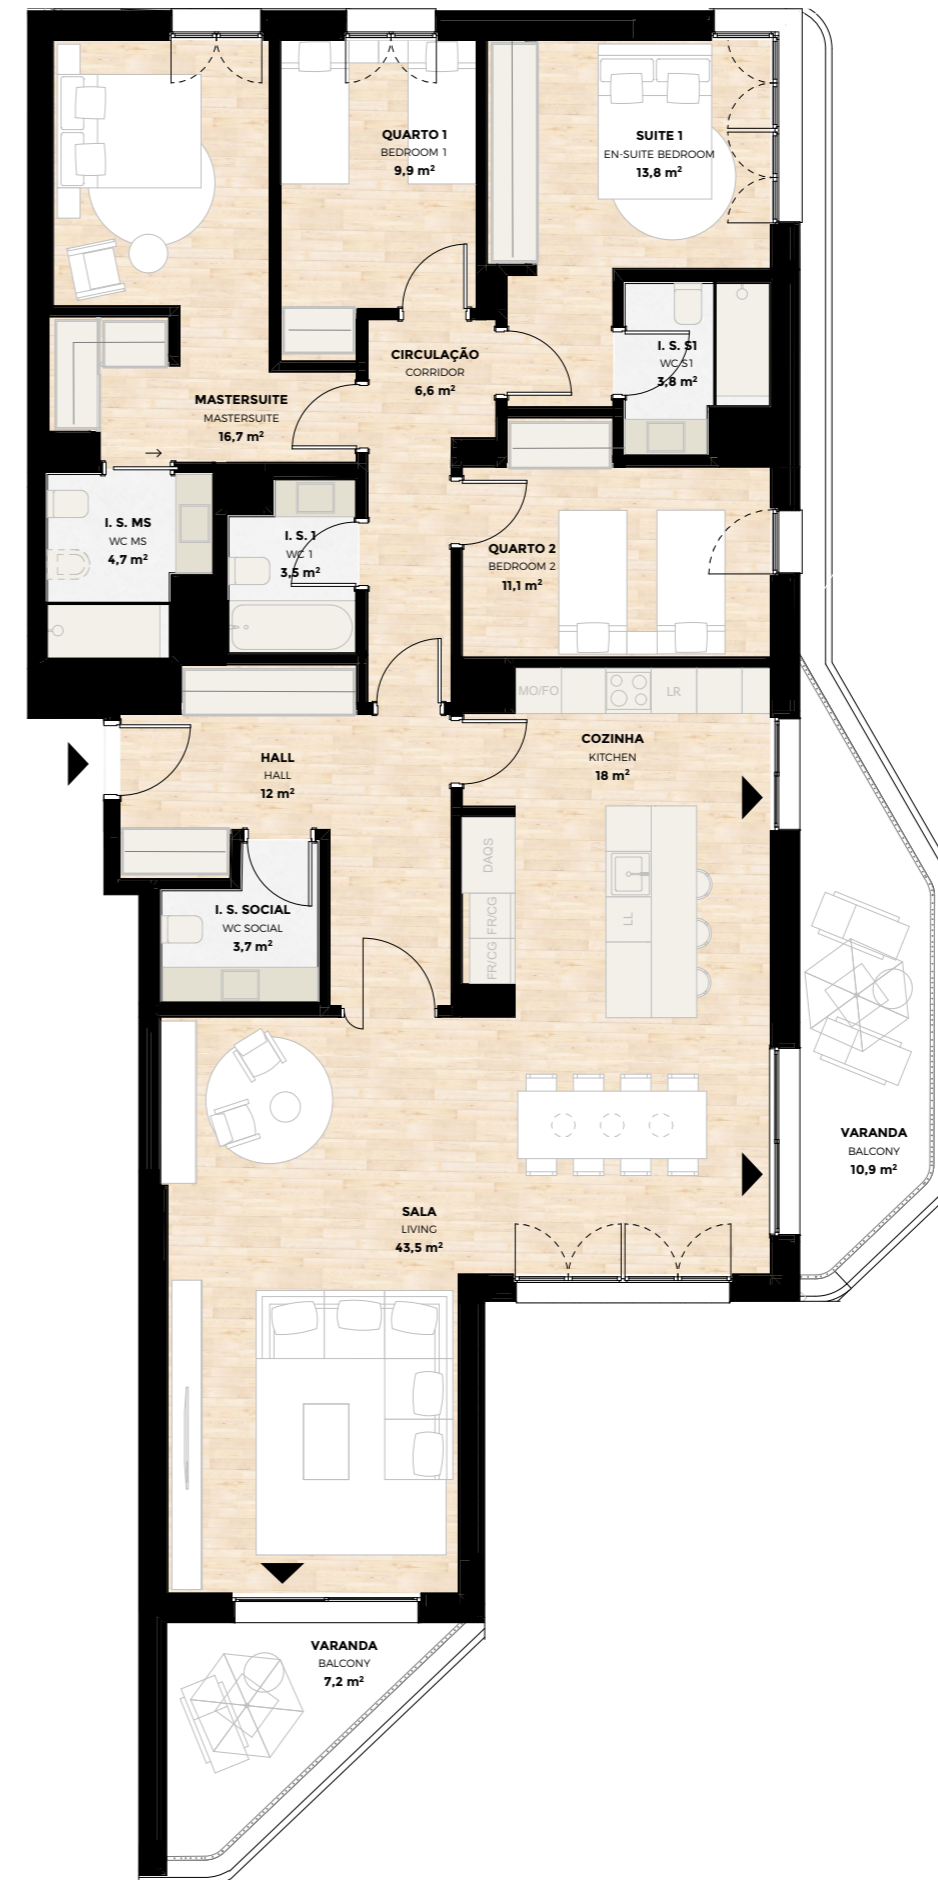 QUARTO 1
BEDROOM 1
9,9 m²
SUITE 1
EN-SUITE BEDROOM
13,8 m²
CIRCULAÇÃO
CORRIDOR
6,6 m²
I. S. S1
WC S1
3,8 m²
MASTERSUITE
MASTERSUITE
16,7 m²
I. S. MS
WC MS
4,7 m²
I. S. 1
WC 1
3,5 m²
QUARTO 2
BEDROOM 2
11,1 m²
MO/FO
LR
HALL
HALL
12 m²
COZINHA
KITCHEN
18 m²
DAQS
FR/CG
FR/CG
LL
I. S. SOCIAL
WC SOCIAL
3,7 m²
VARANDA
BALCONY
10,9 m²
SALA
LIVING
43,5 m²
VARANDA
BALCONY
7,2 m²